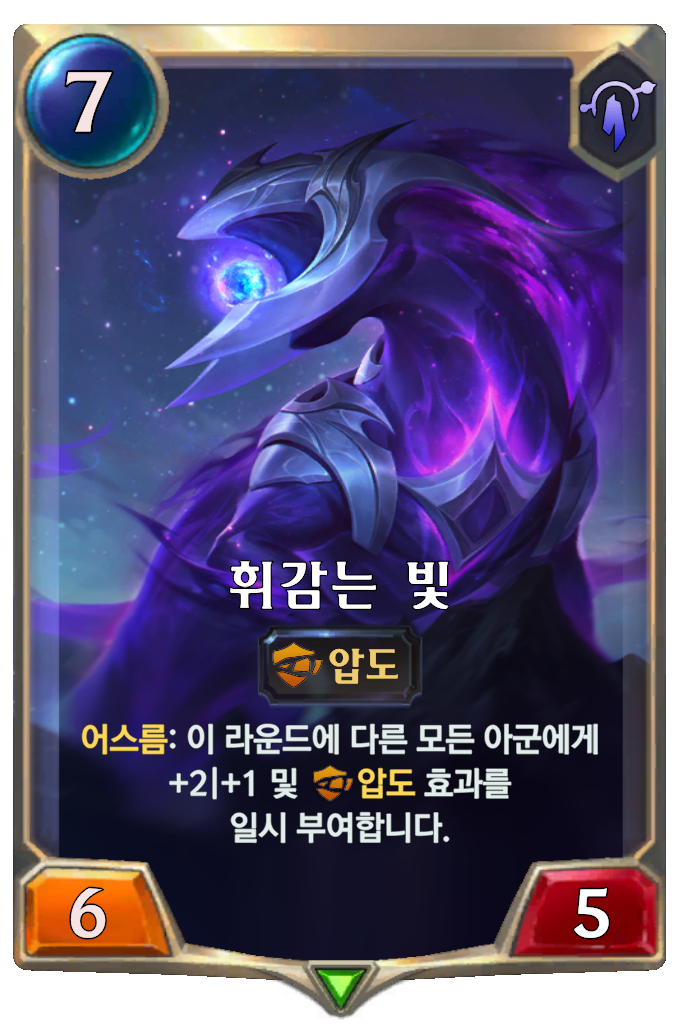 7
휘감는 빛
압도
어스름: 이 라운드에 다른 모든 아군에게
+2|+1 및 압도 효과를
일시 부여합니다.
6
5